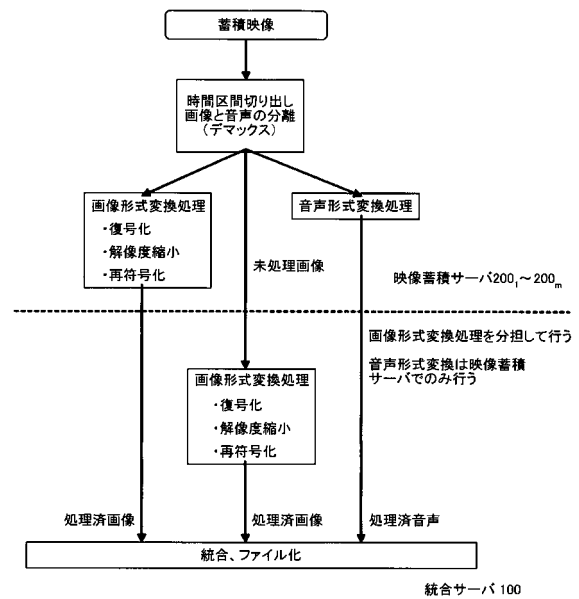 蓄積映像
時間区間切り出し
画像と音声の分離
(デマックス)
画像形式変換処理
・復号化
・解像度縮小
・再符号化
音声形式変換処理
未処理画像
映像蓄積サーバ200₁～200ₘ
画像形式変換処理を分担して行う
音声形式変換は映像蓄積
サーバでのみ行う
画像形式変換処理
・復号化
・解像度縮小
・再符号化
処理済画像
処理済画像
処理済音声
統合、ファイル化
統合サーバ 100